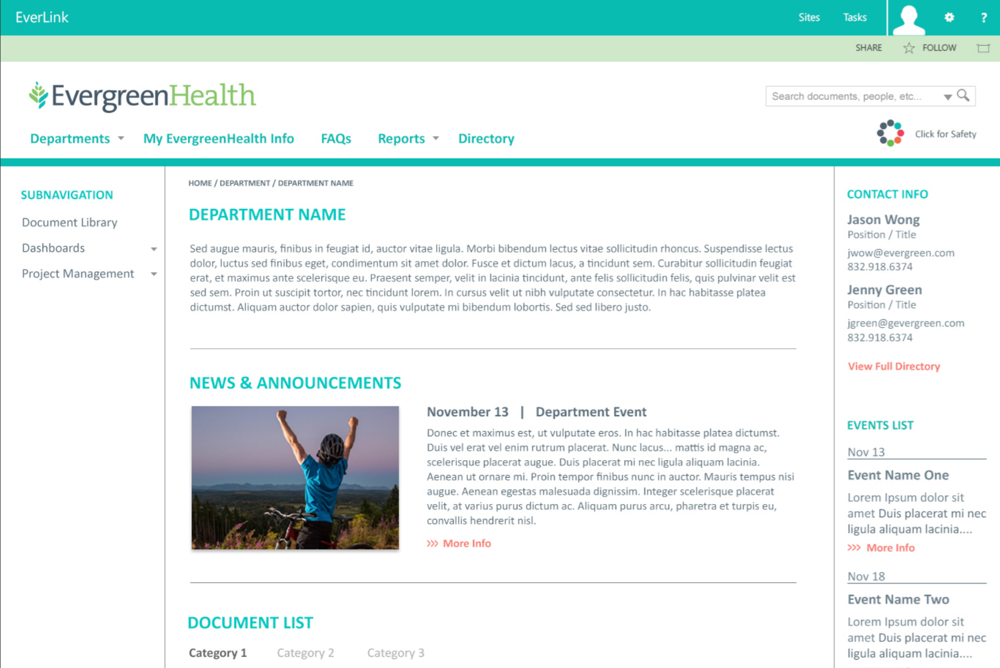 EverLink
Sites
Tasks
?
SHARE
FOLLOW
EvergreenHealth
Search documents, people, etc...
Departments
My EvergreenHealth Info
FAQs
Reports
Directory
Click for Safety
SUBNAVIGATION
Document Library
Dashboards
Project Management
HOME / DEPARTMENT / DEPARTMENT NAME
DEPARTMENT NAME
Sed augue mauris, finibus in feugiat id, auctor vitae ligula. Morbi bibendum lectus vitae sollicitudin rhoncus. Suspendisse lectus
dolor, luctus sed finibus eget, condimentum sit amet dolor. Fusce et dictum lacus, a tincidunt sem. Curabitur sollicitudin feugiat
erat, et maximus ante scelerisque eu. Praesent semper, velit in lacinia tincidunt, ante felis sollicitudin felis, quis pulvinar velit est
sed sem. Proin ut suscipit tortor, nec tincidunt lorem. In cursus velit ut nibh vulputate consectetur. In hac habitasse platea
dictumst. Aliquam auctor dolor sapien, quis vulputate mi bibendum lobortis. Sed sed libero justo.
NEWS & ANNOUNCEMENTS
November 13 | Department Event
Donec et maximus est, ut vulputate eros. In hac habitasse platea dictumst.
Duis vel erat vel enim rutrum placerat. Nunc lacus... mattis id magna ac,
scelerisque placerat augue. Duis placerat mi nec ligula aliquam lacinia.
Aenean ut ornare mi. Proin tempor finibus nunc in auctor. Mauris tempus nisi
augue. Aenean egestas malesuada dignissim. Integer scelerisque placerat
velit, at varius purus dictum ac. Aliquam purus arcu, pharetra et turpis eu,
convallis hendrerit nisl.
>>> More Info
DOCUMENT LIST
Category 1
Category 2
Category 3
CONTACT INFO
Jason Wong
Position / Title
jwow@evergreen.com
832.918.6374
Jenny Green
Position / Title
jgreen@gevergreen.com
832.918.6374
View Full Directory
EVENTS LIST
Nov 13
Event Name One
Lorem Ipsum dolor sit
amet Duis placerat mi nec
ligula aliquam lacinia....
>>> More Info
Nov 18
Event Name Two
Lorem Ipsum dolor sit
amet Duis placerat mi nec
ligula aliquam lacinia....